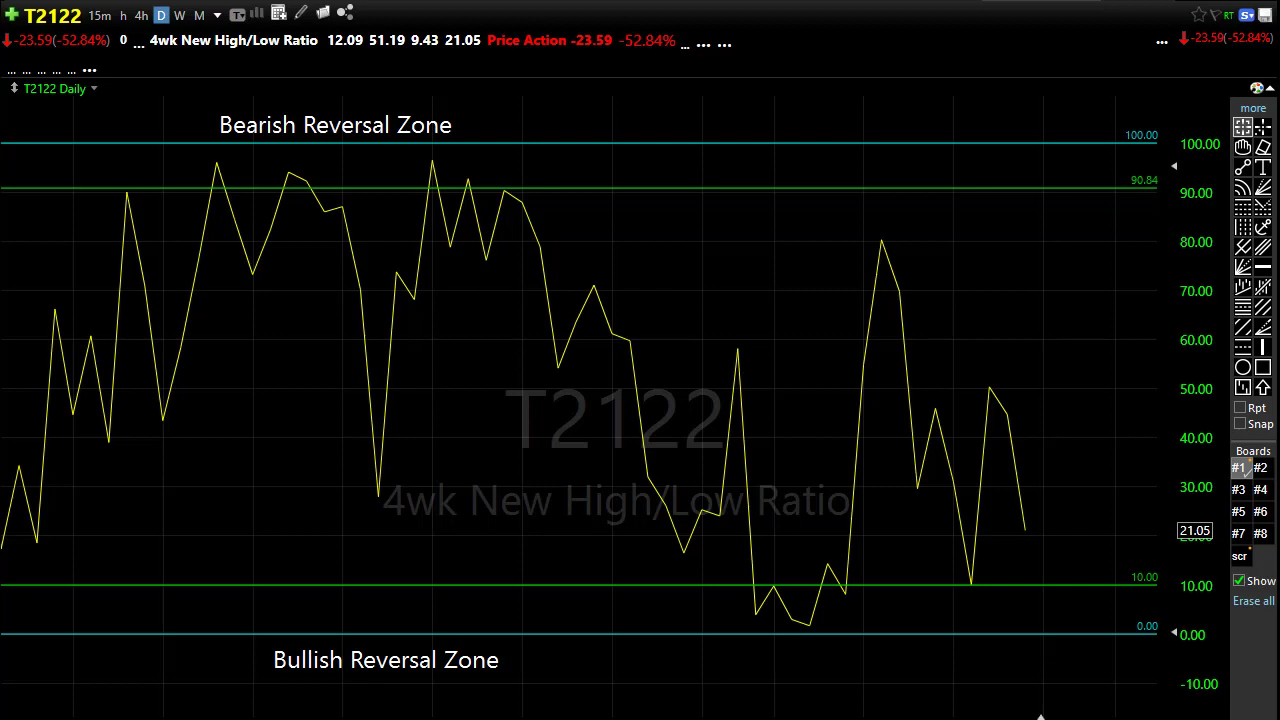 T2122 15m h 4h D W M RT
-23.59(-52.84%) 0 ... 4wk New High/Low Ratio 12.09 51.19 9.43 21.05 Price Action -23.59 -52.84% ... ... ... ... -23.59(-52.84%)
... ... ... ... ... ...
T2122 Daily
more
Bearish Reversal Zone
100.00
100.00
90.84
90.00
80.00
70.00
60.00
50.00
40.00
30.00
21.05
10.00
10.00
0.00
0.00
-10.00
T2122
4wk New High/Low Ratio
Bullish Reversal Zone
Rpt
Snap
Boards
#1 #2
#3 #4
#5 #6
#7 #8
scr
Show
Erase all